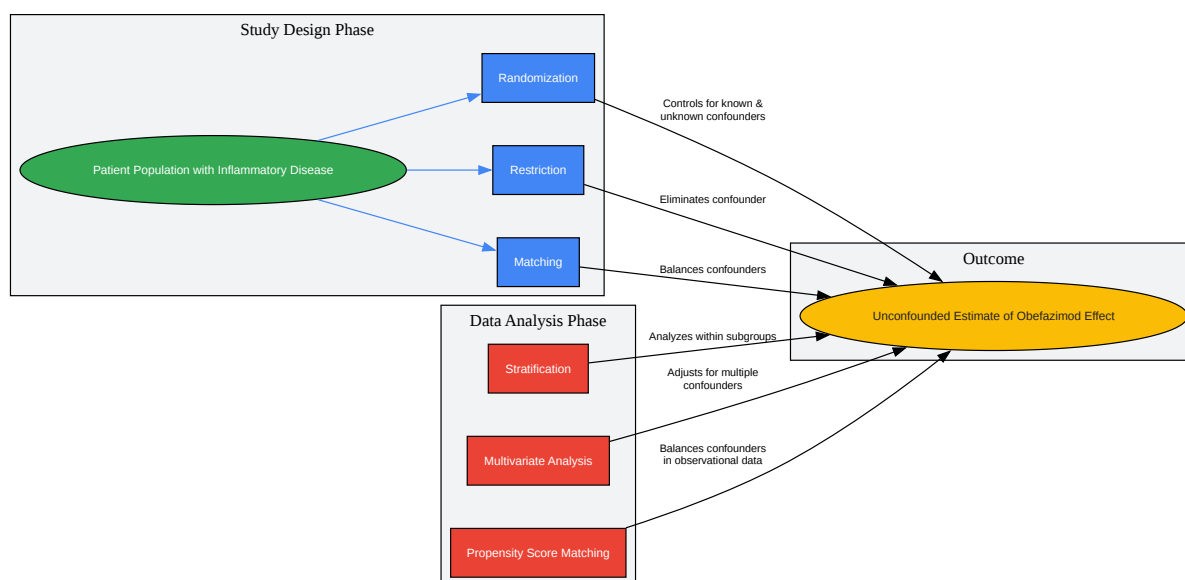 Study Design Phase
Randomization
Patient Population with Inflammatory Disease
Restriction
Matching
Controls for known &
unknown confounders
Eliminates confounder
Balances confounders
Outcome
Unconfounded Estimate of Obefazimod Effect
Data Analysis Phase
Stratification
Multivariate Analysis
Propensity Score Matching
Analyzes within subgroups
Adjusts for multiple
confounders
Balances confounders
in observational data